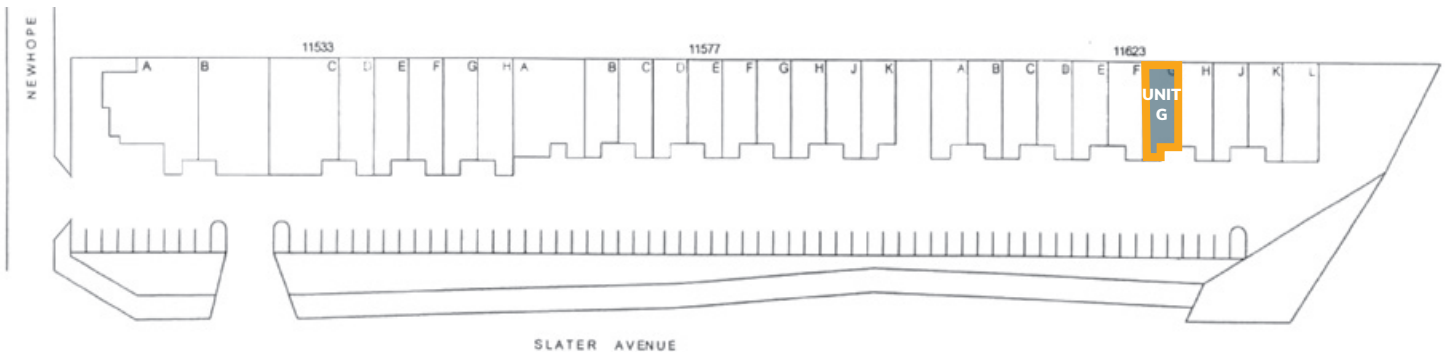 NEWHOPE
11533
11577
11623
A B C D E F G H A B C D E F G H J K A B C D E F G H J K L
UNIT
G
SLATER AVENUE